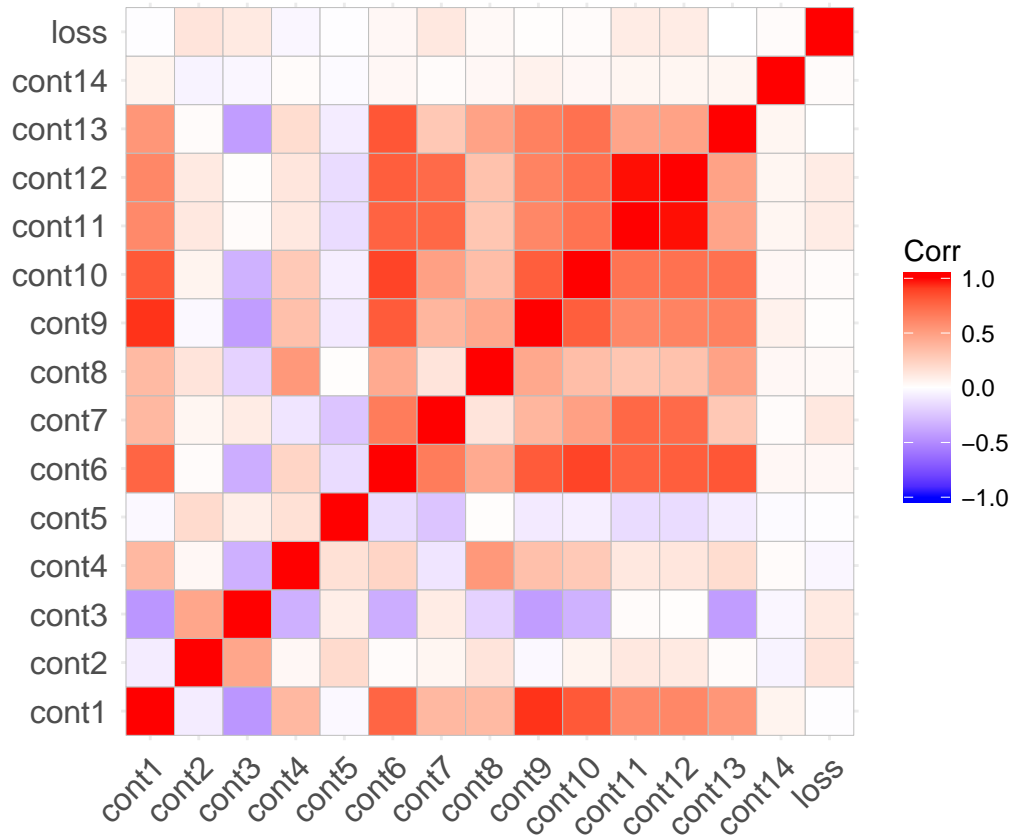 loss
cont14
cont13
cont12
cont11
cont10
cont9
cont8
cont7
cont6
cont5
cont4
cont3
cont2
cont1
cont1 cont2 cont3 cont4 cont5 cont6 cont7 cont8 cont9 cont10 cont11 cont12 cont13 cont14 loss
Corr
1.0
0.5
0.0
−0.5
−1.0